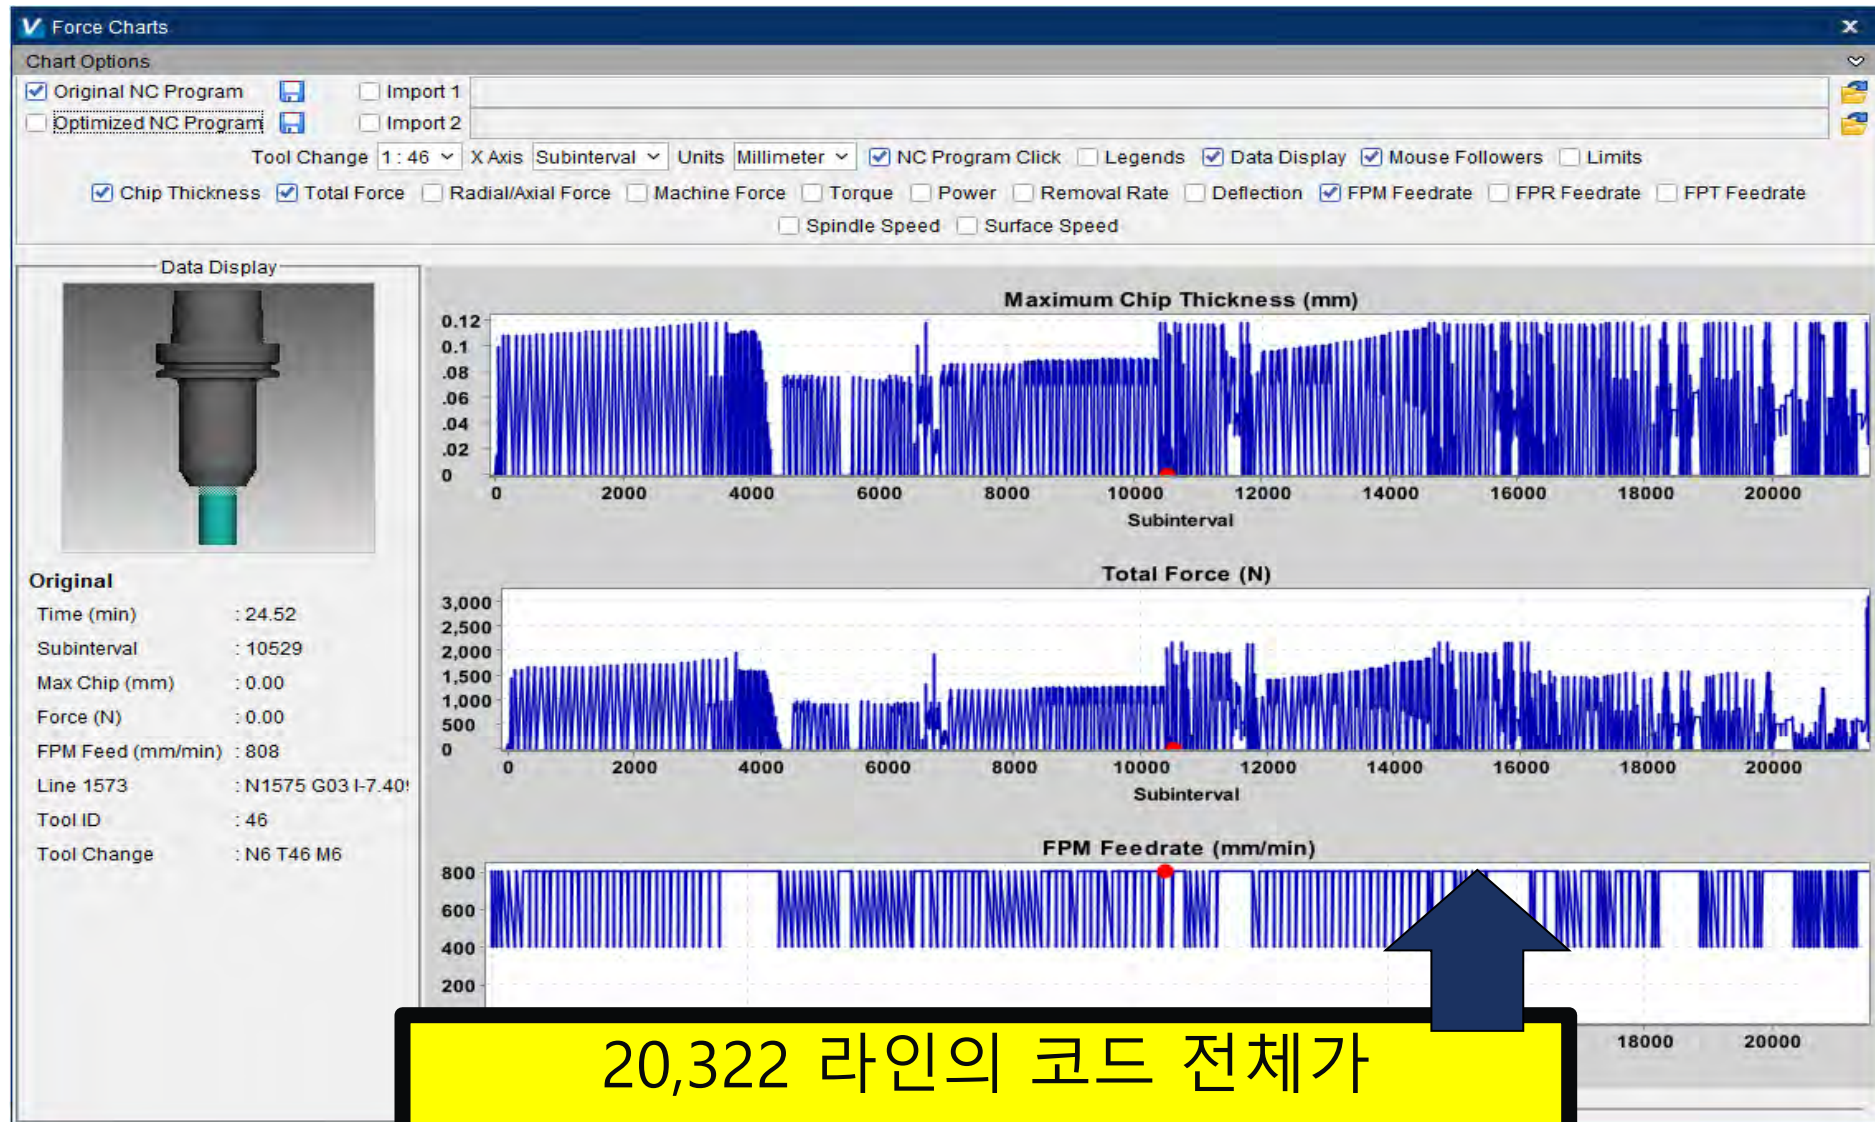 Force Charts
Chart Options
Original NC Program Import 1
Optimized NC Program Import 2
Tool Change 1 : 46 X Axis Subinterval Units Millimeter NC Program Click Legends Data Display Mouse Followers Limits
Chip Thickness Total Force Radial/Axial Force Machine Force Torque Power Removal Rate Deflection FPM Feedrate FPR Feedrate FPT Feedrate
Spindle Speed Surface Speed
Data Display
Original
Time (min) : 24.52
Subinterval : 10529
Max Chip (mm) : 0.00
Force (N) : 0.00
FPM Feed (mm/min) : 808
Line 1573 : N1575 G03 I-7.40
Tool ID : 46
Tool Change : N6 T46 M6
Maximum Chip Thickness (mm)
0.12
0.1
.08
.06
.04
.02
0
0 2000 4000 6000 8000 10000 12000 14000 16000 18000 20000
Subinterval
Total Force (N)
3,000
2,500
2,000
1,500
1,000
500
0
0 2000 4000 6000 8000 10000 12000 14000 16000 18000 20000
Subinterval
FPM Feedrate (mm/min)
800
600
400
200
18000 20000
20,322 라인의 코드 전체가